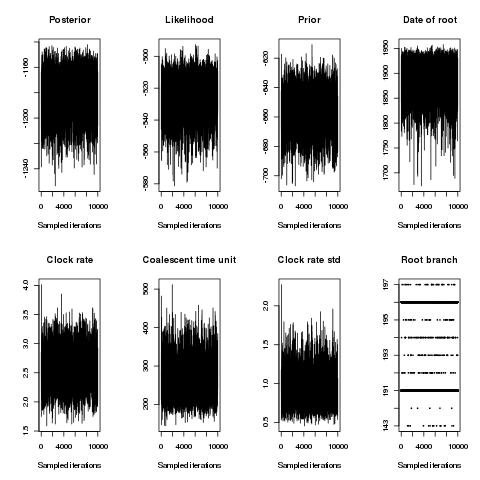 Posterior Likelihood Prior Date of root
-1160 -1200 -1240
-500 -520 -540 -560 -580
-620 -640 -660 -680 -700
1950 1900 1850 1800 1750 1700
0 4000 10000 0 4000 10000 0 4000 10000 0 4000 10000
Sampled iterations Sampled iterations Sampled iterations Sampled iterations
Clock rate Coalescent time unit Clock rate std Root branch
4.0 3.5 3.0 2.5 2.0 1.5
500 400 300 200
2.0 1.5 1.0 0.5
197 195 193 191 143
0 4000 10000 0 4000 10000 0 4000 10000 0 4000 10000
Sampled iterations Sampled iterations Sampled iterations Sampled iterations